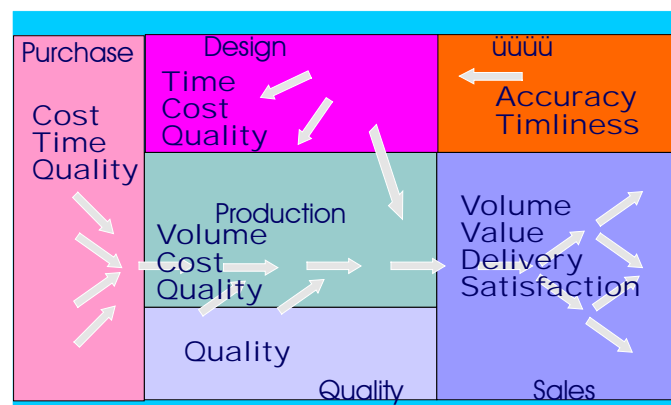 Purchase
Cost
Time
Quality
Design
Time
Cost
Quality
üüüü
Accuracy
Timliness
Production
Volume
Cost
Quality
Quality
Quality
Volume
Value
Delivery
Satisfaction
Sales